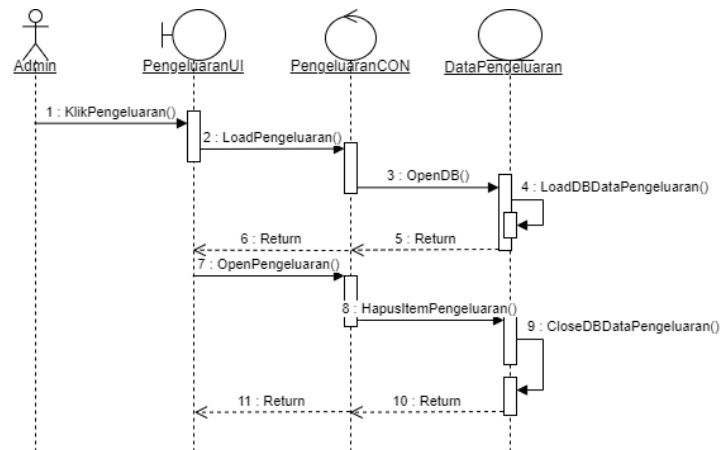 Admin
PengeluaranUI
PengeluaranCON
DataPengeluaran
1 : KlikPengeluaran()
2 : LoadPengeluaran()
3 : OpenDB()
4 : LoadDBDataPengeluaran()
6 : Return
5 : Return
7 : OpenPengeluaran()
8 : HapusItemPengeluaran()
9 : CloseDBDataPengeluaran()
11 : Return
10 : Return